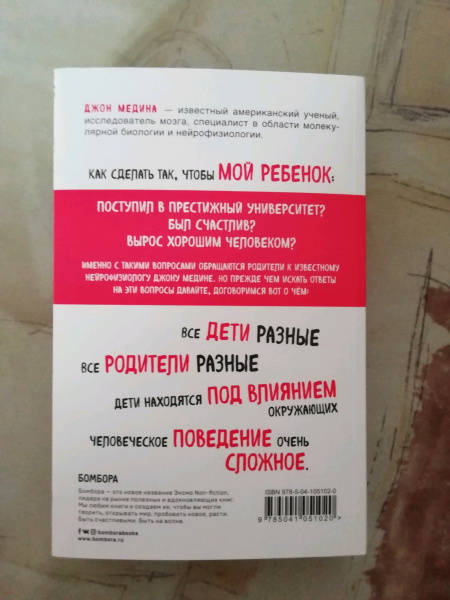 ДЖОН МЕДИНА — известный американский ученый,
исследователь мозга, специалист в области молеку-
лярной биологии и нейрофизиологии.
КАК СДЕЛАТЬ ТАК, ЧТОБЫ МОЙ РЕБЕНОК:
ПОСТУПИЛ В ПРЕСТИЖНЫЙ УНИВЕРСИТЕТ?
БЫЛ СЧАСТЛИВ?
ВЫРОС ХОРОШИМ ЧЕЛОВЕКОМ?
ИМЕННО С ТАКИМИ ВОПРОСАМИ ОБРАЩАЮТСЯ РОДИТЕЛИ К ИЗВЕСТНОМУ
НЕЙРОФИЗИОЛОГУ ДЖОНУ МЕДИНЕ. НО ПРЕЖДЕ ЧЕМ ИСКАТЬ ОТВЕТЫ
НА ЭТИ ВОПРОСЫ ДАВАЙТЕ, ДОГОВОРИМСЯ ВОТ О ЧЁМ:
ВСЕ ДЕТИ РАЗНЫЕ
ВСЕ РОДИТЕЛИ РАЗНЫЕ
ДЕТИ НАХОДЯТСЯ ПОД ВЛИЯНИЕМ
ОКРУЖАЮЩИХ
ЧЕЛОВЕЧЕСКОЕ ПОВЕДЕНИЕ ОЧЕНЬ
СЛОЖНОЕ.
БОМБОРА
Бомбора – это новое название Эксмо Non-fiction,
лидера на рынке полезных и вдохновляющих книг.
Мы любим книги и создаем их, чтобы вы могли
творить, открывать мир, пробовать новое, расти.
Быть счастливыми. Быть на волне.
bomborabooks
www.bombora.ru
ISBN 978-5-04-105102-0
9 785041 051020 >